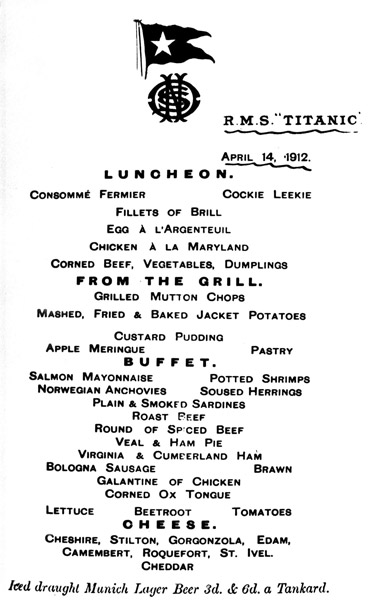 R.M.S. "TITANIC"
APRIL 14, 1912.
LUNCHEON.
CONSOMMÉ FERMIER COCKIE LEEKIE
FILLETS OF BRILL
EGG À L'ARGENTEUIL
CHICKEN À LA MARYLAND
CORNED BEEF, VEGETABLES, DUMPLINGS
FROM THE GRILL.
GRILLED MUTTON CHOPS
MASHED, FRIED & BAKED JACKET POTATOES
CUSTARD PUDDING
APPLE MERINGUE PASTRY
BUFFET.
SALMON MAYONNAISE POTTED SHRIMPS
NORWEGIAN ANCHOVIES SOUSED HERRINGS
PLAIN & SMOKED SARDINES
ROAST BEEF
ROUND OF SPICED BEEF
VEAL & HAM PIE
VIRGINIA & CUMBERLAND HAM
BOLOGNA SAUSAGE BRAWN
GALANTINE OF CHICKEN
CORNED OX TONGUE
LETTUCE BEETROOT TOMATOES
CHEESE.
CHESHIRE, STILTON, GORGONZOLA, EDAM,
CAMEMBERT, ROQUEFORT, ST. IVEL.
CHEDDAR
Iced draught Munich Lager Beer 3d. & 6d. a Tankard.